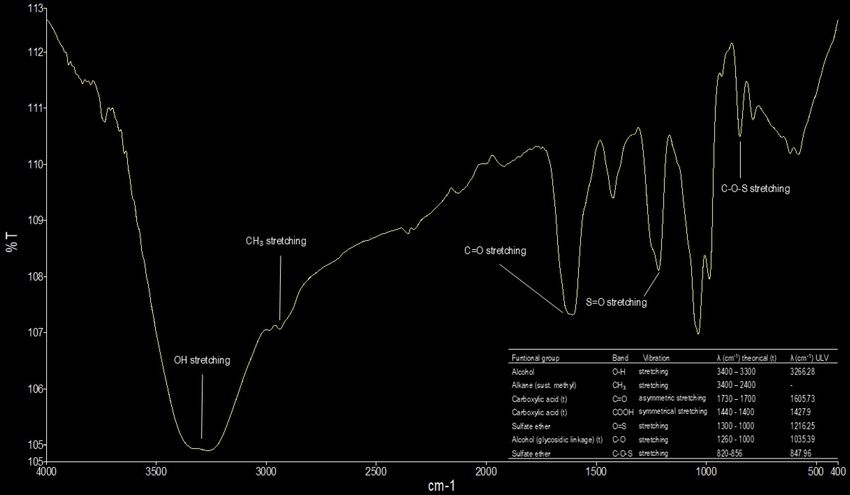 113
112
111
110
109
108
107
106
105
105
% T
4000 3500 3000 2500 2000 1500 1000 500 400
cm-1
OH stretching
CH3 stretching
C=O stretching
S=O stretching
C-O-S stretching
Funtional group Band Vibration λ (cm-1) theorical (t) λ (cm-1) ULV
Alcohol O-H stretching 3400 – 3300 3266.28
Alkane (sust. methyl) CH3 stretching 3400 – 2400 -
Carboxylic acid (t) C=O asymmetric stretching 1730 – 1700 1605.73
Carboxylic acid (t) COOH symmetrical stretching 1440 - 1400 1427.9
Sulfate ether O=S stretching 1300 - 1000 1216.25
Alcohol (glycosidic linkage) (t) C-O stretching 1260 - 1000 1035.39
Sulfate ether C-O-S stretching 820-856 847.96